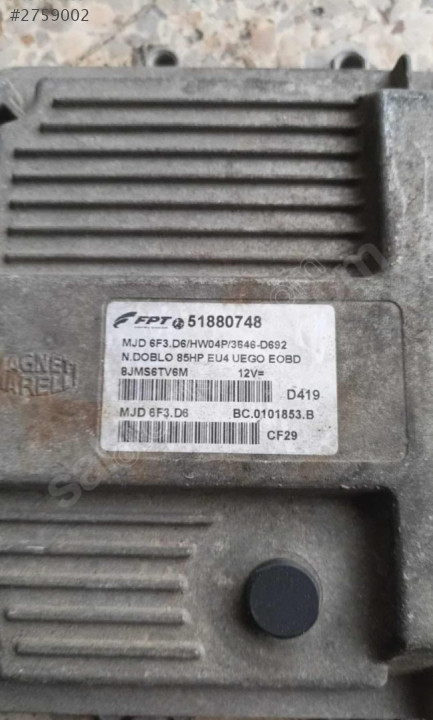 #2759002
FPT 51880748
MJD 6F3.D6/HW04P/3646-D692
N.DOBLO 85HP EU4 UEGO EOBD
8JMS6TV6M 12V=
D419
MAGNETI
MARELLI
MJD 6F3.D6 BC.0101853.B
CF29